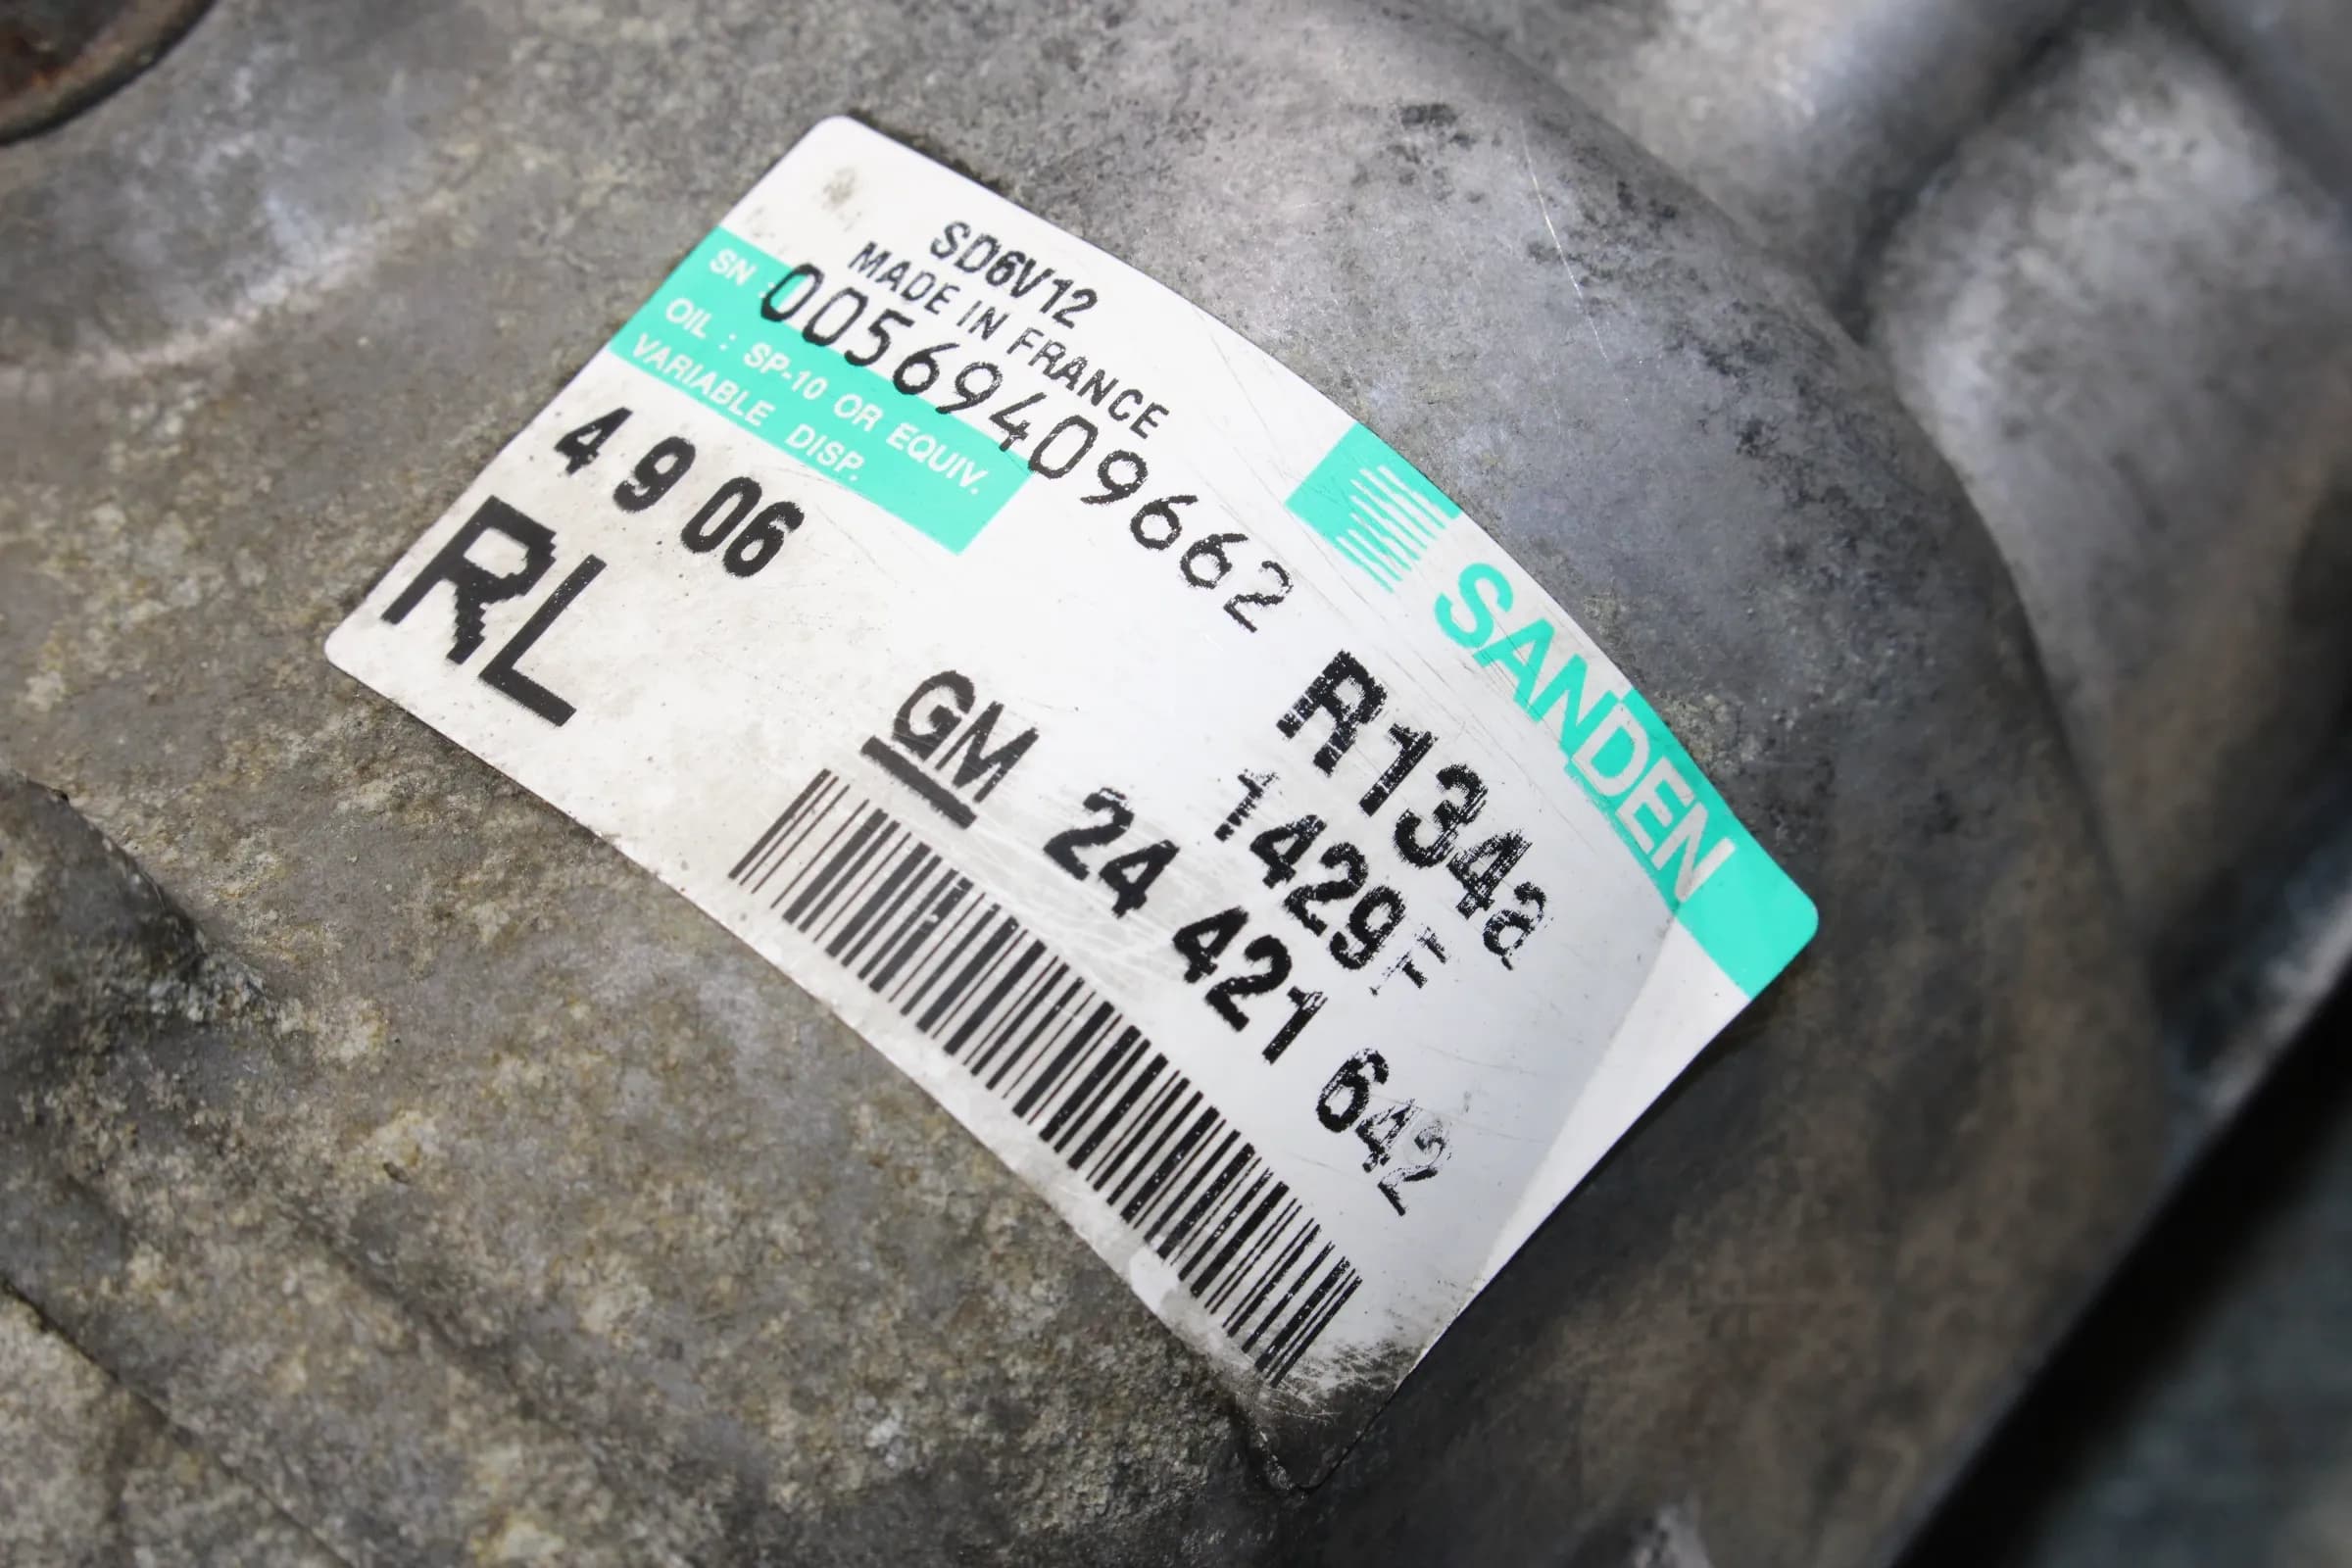 SD6V12
MADE IN FRANCE
SN : 00569409662
OIL : SP-10 OR EQUIV.
VARIABLE DISP.
4 9 06
RL
SANDEN
R134a
1429
GM 24 421 642